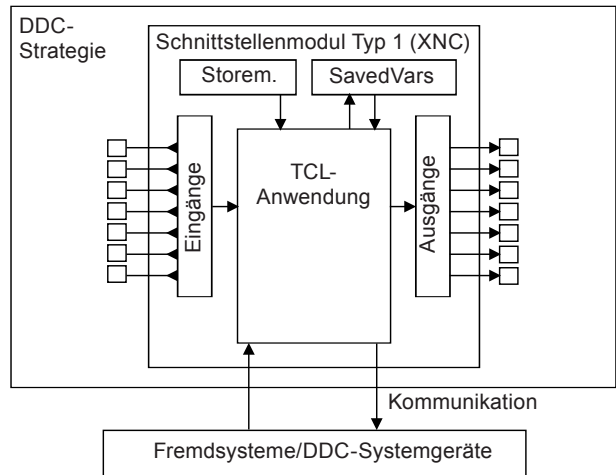 DDC-
Strategie
Schnittstellenmodul Typ 1 (XNC)
Storem.
SavedVars
Eingänge
TCL-
Anwendung
Ausgänge
Kommunikation
Fremdsysteme/DDC-Systemgeräte